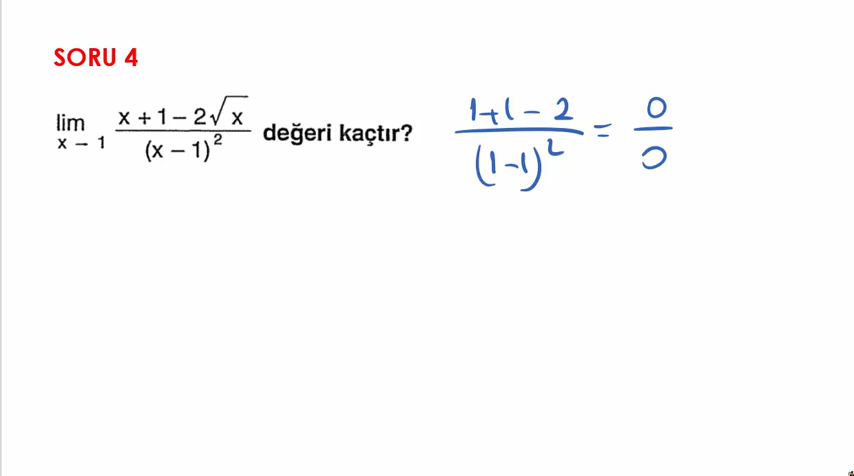 SORU 4
lim x – 1 x + 1 – 2√x / (x – 1)² değeri kaçtır?
1+1-2 / (1-1)² = 0/0